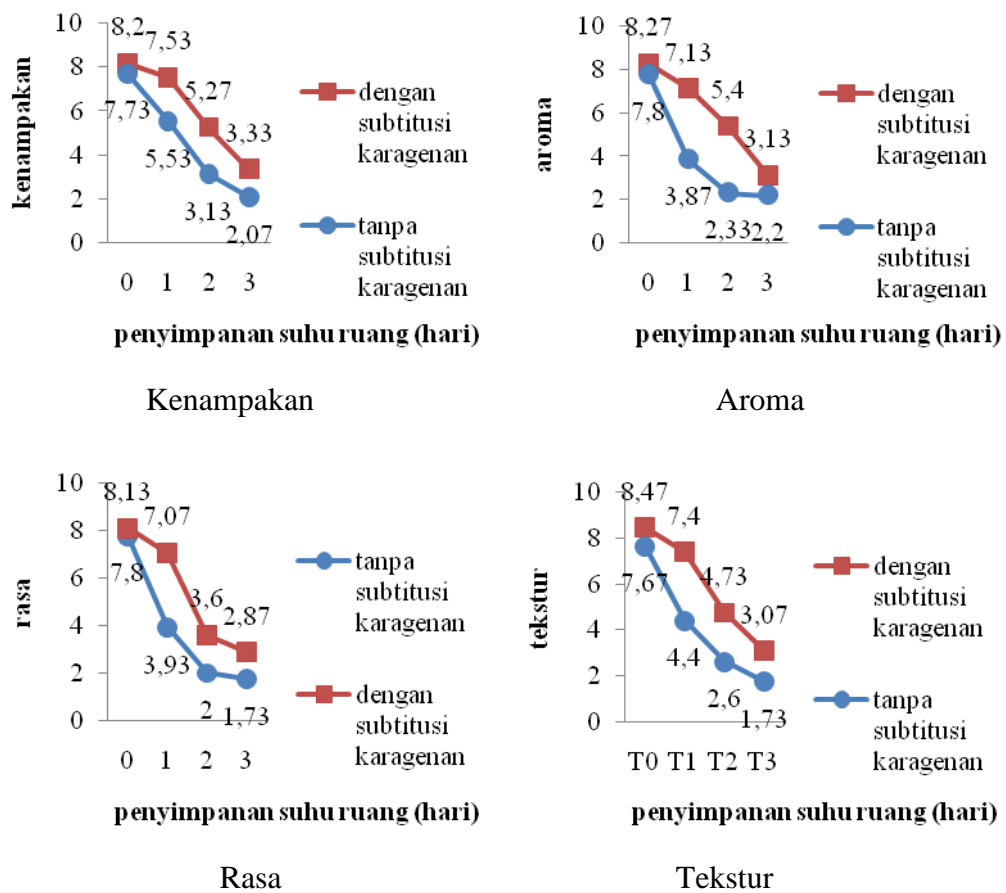 10
8
6
4
2
0
kenampakan
8,2
7,53
5,27
3,33
7,73
5,53
3,13
2,07
0 1 2 3
penyimpanan suhu ruang (hari)
dengan
subtitusi
karagenan
tanpa
subtitusi
karagenan
Kenampakan
10
8
6
4
2
0
aroma
8,27
7,13
5,4
3,13
7,8
3,87
2,33
2,2
0 1 2 3
penyimpanan suhu ruang (hari)
dengan
subtitusi
karagenan
tanpa
subtitusi
karagenan
Aroma
10
8
6
4
2
0
rasa
8,13
7,07
3,6
2,87
7,8
3,93
2
1,73
0 1 2 3
penyimpanan suhu ruang (hari)
tanpa
subtitusi
karagenan
dengan
subtitusi
karagenan
Rasa
10
8
6
4
2
0
tekstur
8,47
7,4
4,73
3,07
7,67
4,4
2,6
1,73
T0 T1 T2 T3
penyimpanan suhu ruang (hari)
dengan
subtitusi
karagenan
tanpa
subtitusi
karagenan
Tekstur